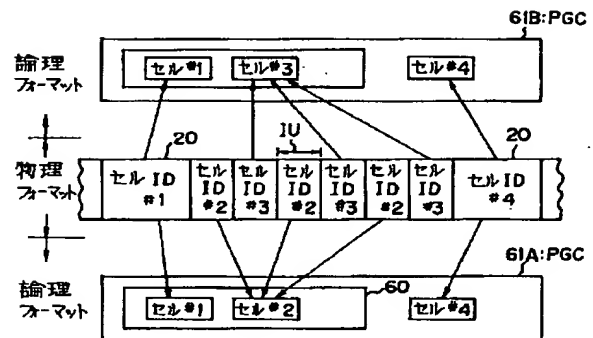 61B:PGC
論理
フォーマット
セル#1
セル#3
セル#4
20
IU
20
物理
フォーマット
セル ID
#1
セル
ID
#2
セル
ID
#3
セル
ID
#2
セル
ID
#3
セル
ID
#2
セル
ID
#3
セル ID
#4
61A:PGC
論理
フォーマット
60
セル#1
セル#2
セル#4